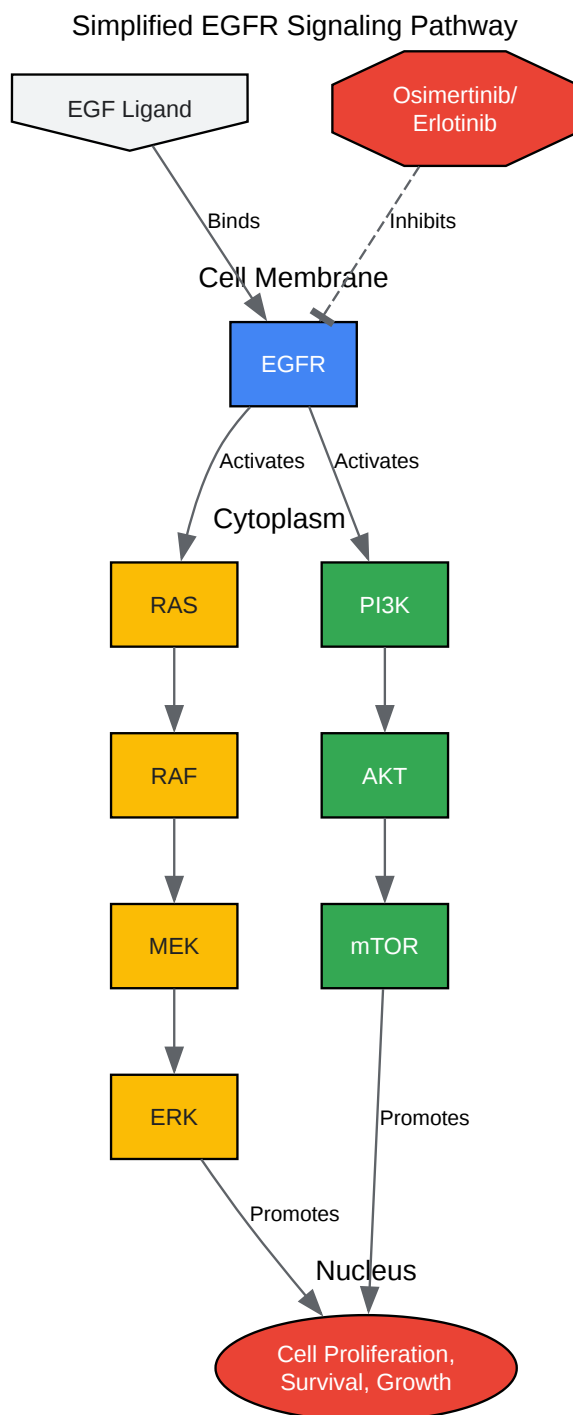 Simplified EGFR Signaling Pathway
EGF Ligand
Osimertinib/
Erlotinib
Binds
Inhibits
Cell Membrane
EGFR
Activates
Activates
Cytoplasm
RAS
PI3K
RAF
AKT
MEK
mTOR
ERK
Promotes
Promotes
Nucleus
Cell Proliferation,
Survival, Growth